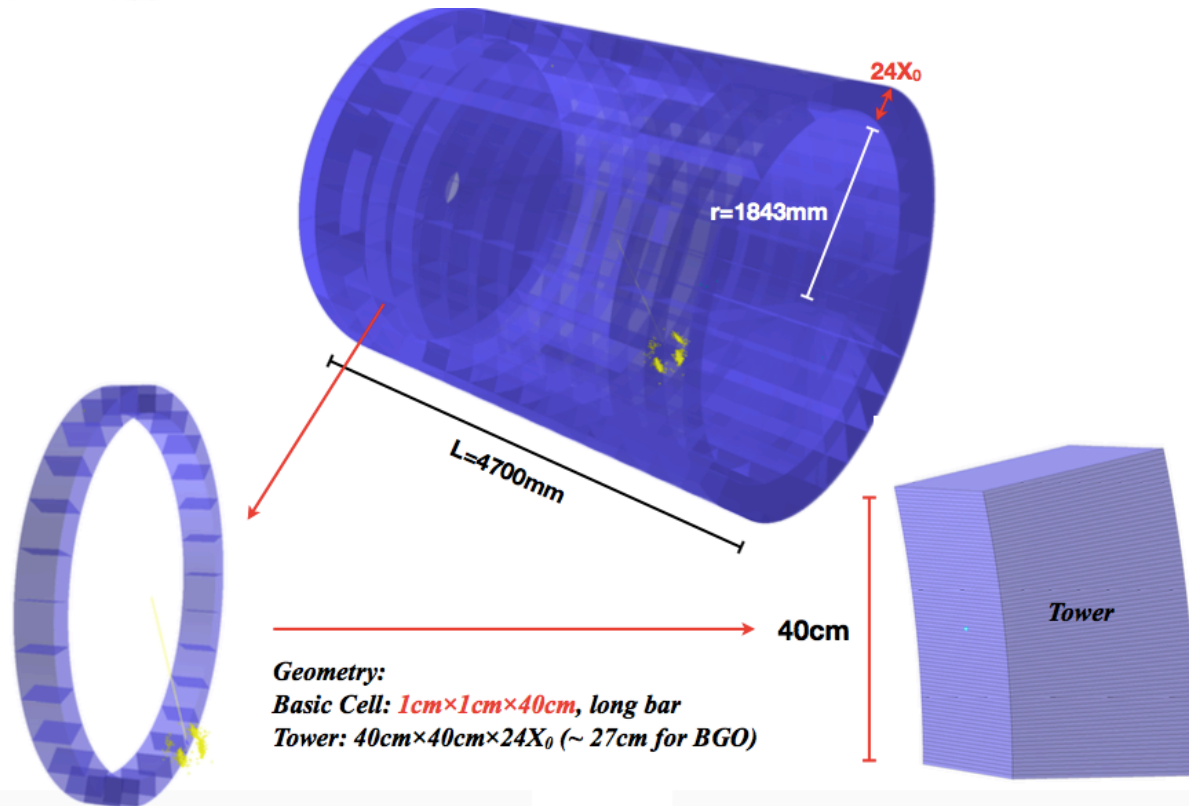 24X₀
r=1843mm
L=4700mm
40cm
Tower
Geometry:
Basic Cell: 1cm×1cm×40cm, long bar
Tower: 40cm×40cm×24X₀ (~ 27cm for BGO)